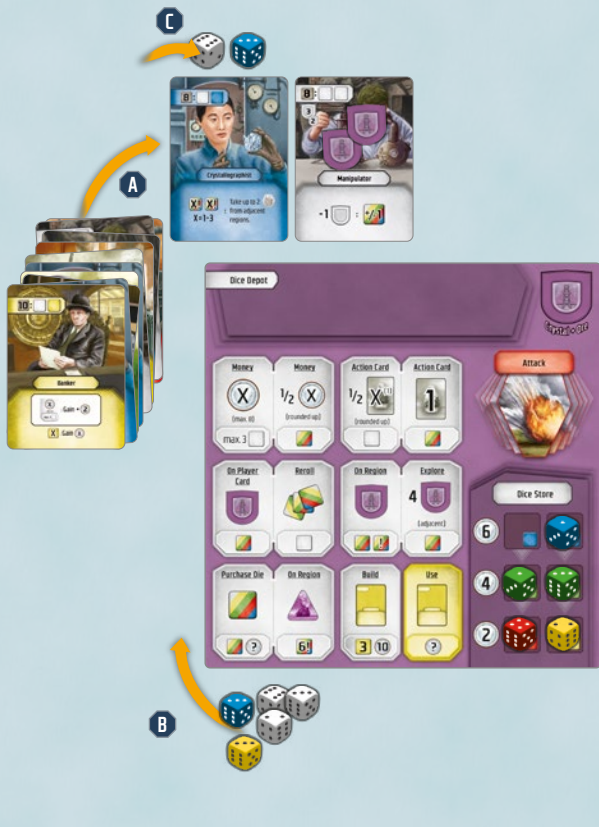 C
8:
Crystallographist
X! X!
X=1-3
:
Take up to 2
from adjacent
regions.
8:
3
2
Manipulator
-1 : +/-1
A
10:
Banker
Gain + 2
X Gain X
Dice Depot
Crystal + Die
Money
X
(max. 8)
max. 3
Money
1/2 X
(rounded up)
Action Card
1/2 X
(rounded up)
Action Card
1
Attack
On Player
Card
Reroll
On Region
!
Explore
4
(adjacent)
Dice Store
6
4
2
Purchase Die
?
On Region
6!
Build
3 10
Use
?
B